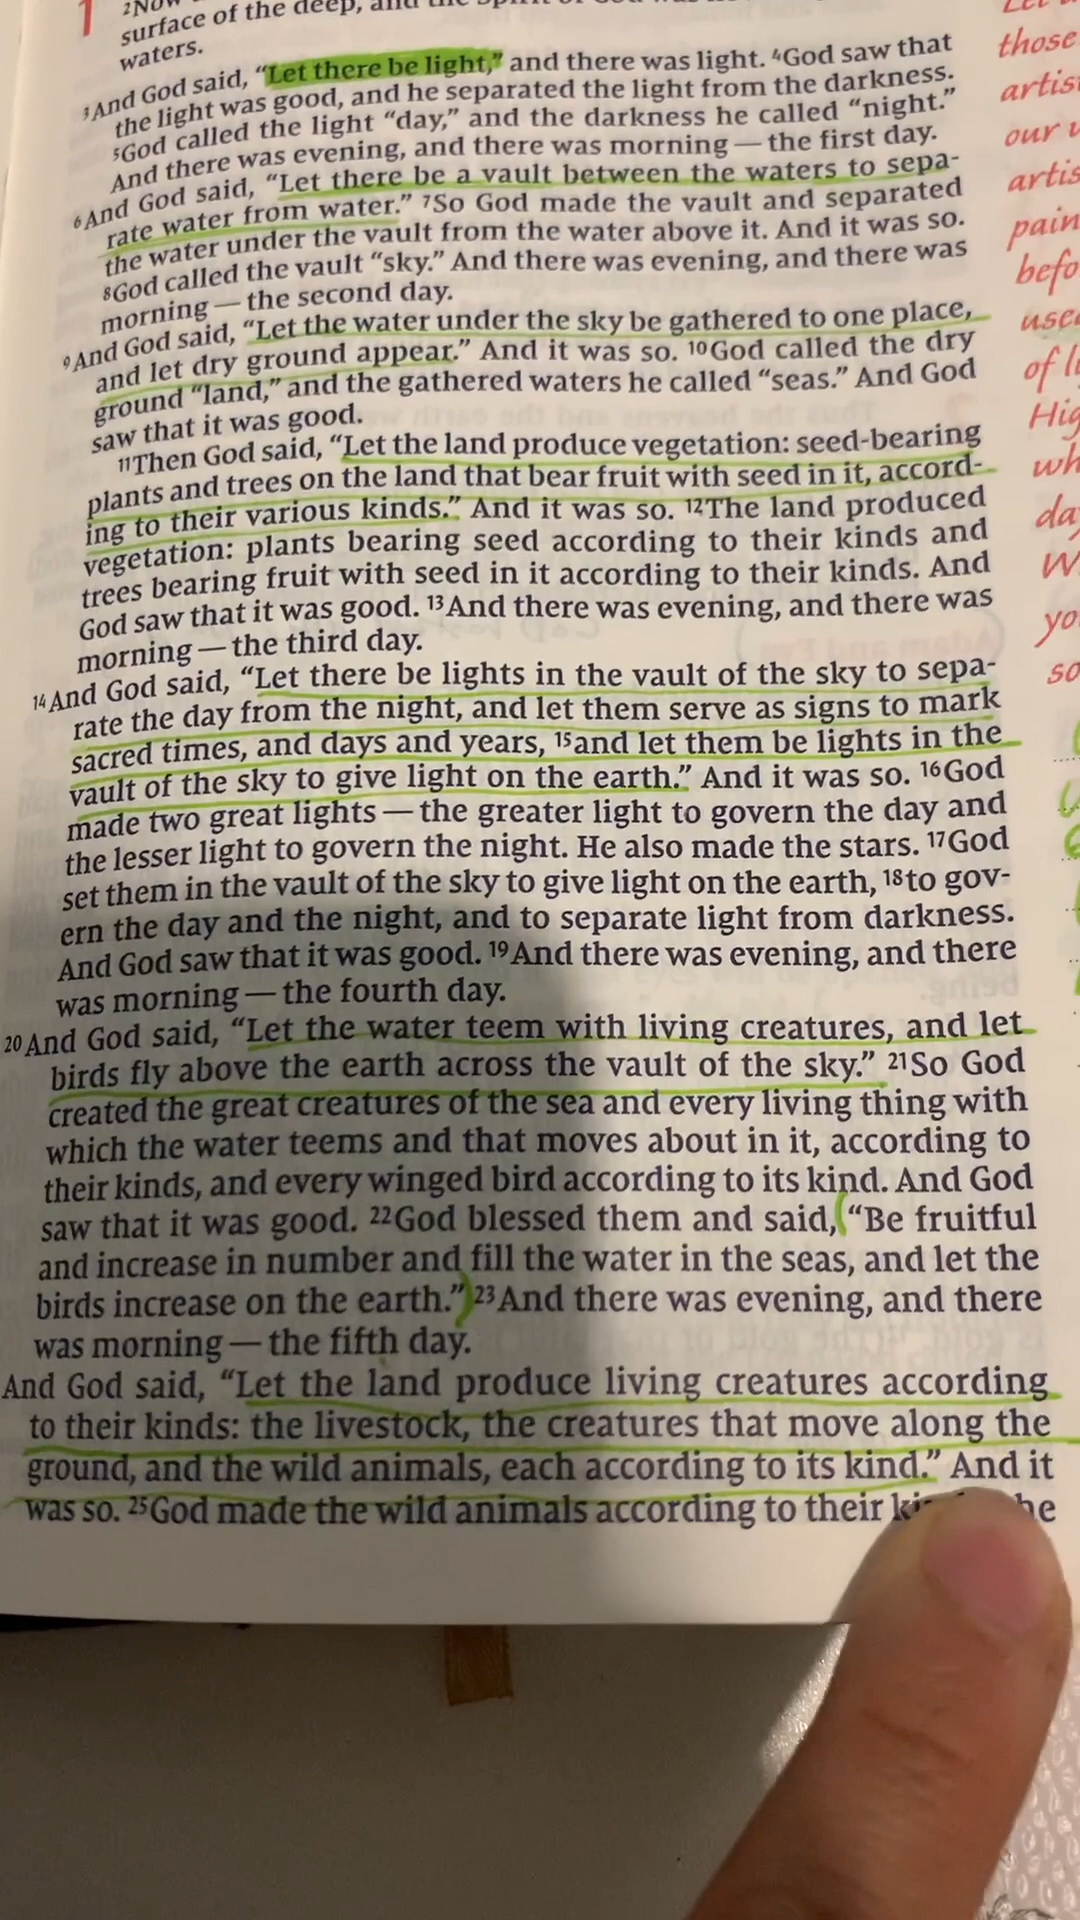 1
²Now
surface of the deep, and the Spirit of God was
waters.
³And God said, “Let there be light,” and there was light. ⁴God saw that
the light was good, and he separated the light from the darkness.
⁵God called the light “day,” and the darkness he called “night.”
And there was evening, and there was morning — the first day.
⁶And God said, “Let there be a vault between the waters to sepa-
rate water from water.” ⁷So God made the vault and separated
the water under the vault from the water above it. And it was so.
⁸God called the vault “sky.” And there was evening, and there was
morning — the second day.
⁹And God said, “Let the water under the sky be gathered to one place,
and let dry ground appear.” And it was so. ¹⁰God called the dry
ground “land,” and the gathered waters he called “seas.” And God
saw that it was good.
¹¹Then God said, “Let the land produce vegetation: seed-bearing
plants and trees on the land that bear fruit with seed in it, accord-
ing to their various kinds.” And it was so. ¹²The land produced
vegetation: plants bearing seed according to their kinds and
trees bearing fruit with seed in it according to their kinds. And
God saw that it was good. ¹³And there was evening, and there was
morning — the third day.
¹⁴And God said, “Let there be lights in the vault of the sky to sepa-
rate the day from the night, and let them serve as signs to mark
sacred times, and days and years, ¹⁵and let them be lights in the
vault of the sky to give light on the earth.” And it was so. ¹⁶God
made two great lights — the greater light to govern the day and
the lesser light to govern the night. He also made the stars. ¹⁷God
set them in the vault of the sky to give light on the earth, ¹⁸to gov-
ern the day and the night, and to separate light from darkness.
And God saw that it was good. ¹⁹And there was evening, and there
was morning — the fourth day.
²⁰And God said, “Let the water teem with living creatures, and let
birds fly above the earth across the vault of the sky.” ²¹So God
created the great creatures of the sea and every living thing with
which the water teems and that moves about in it, according to
their kinds, and every winged bird according to its kind. And God
saw that it was good. ²²God blessed them and said, (“Be fruitful
and increase in number and fill the water in the seas, and let the
birds increase on the earth.”) ²³And there was evening, and there
was morning — the fifth day.
And God said, “Let the land produce living creatures according
to their kinds: the livestock, the creatures that move along the
ground, and the wild animals, each according to its kind.” And it
was so. ²⁵God made the wild animals according to their
those
our
befo
of
Hig
wh
da
yo
so